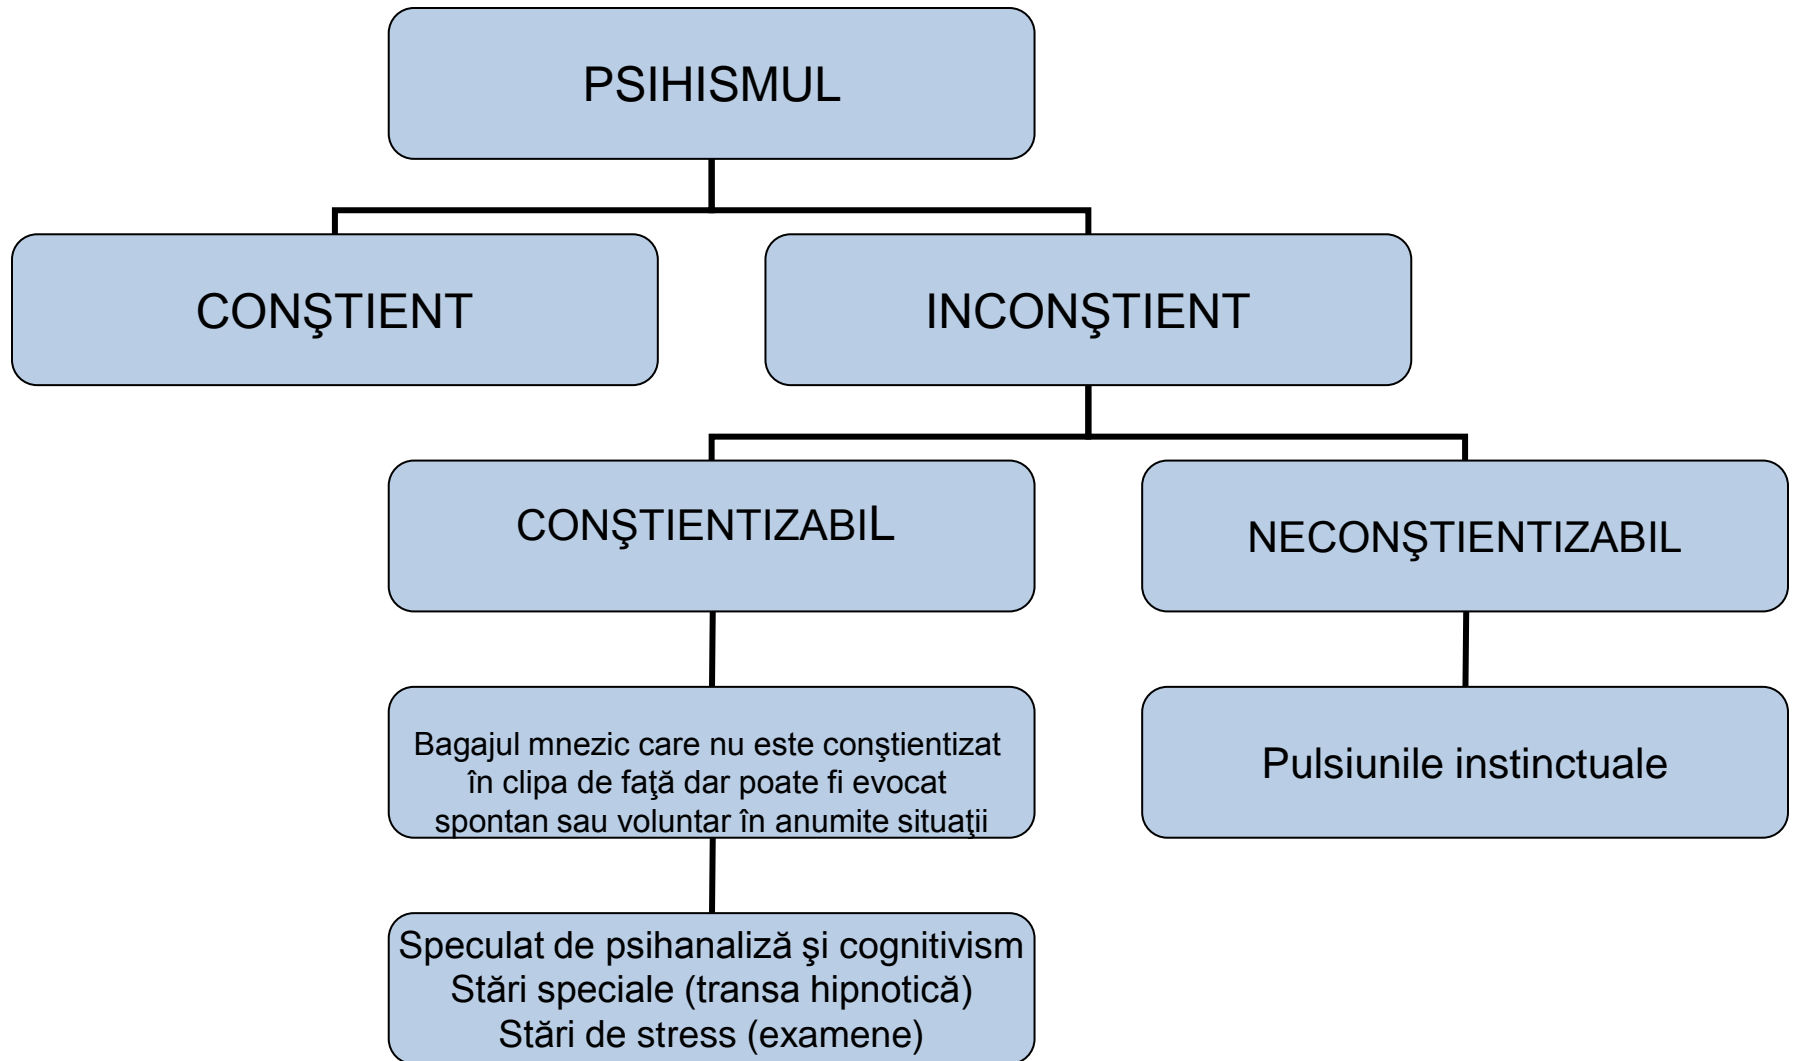 PSIHISMUL
CONŞTIENT
INCONŞTIENT
CONŞTIENTIZABIL
NECONŞTIENTIZABIL
Bagajul mnezic care nu este conştientizat
în clipa de faţă dar poate fi evocat
spontan sau voluntar în anumite situaţii
Pulsiunile instinctuale
Speculat de psihanaliză şi cognitivism
Stări speciale (transa hipnotică)
Stări de stress (examene)